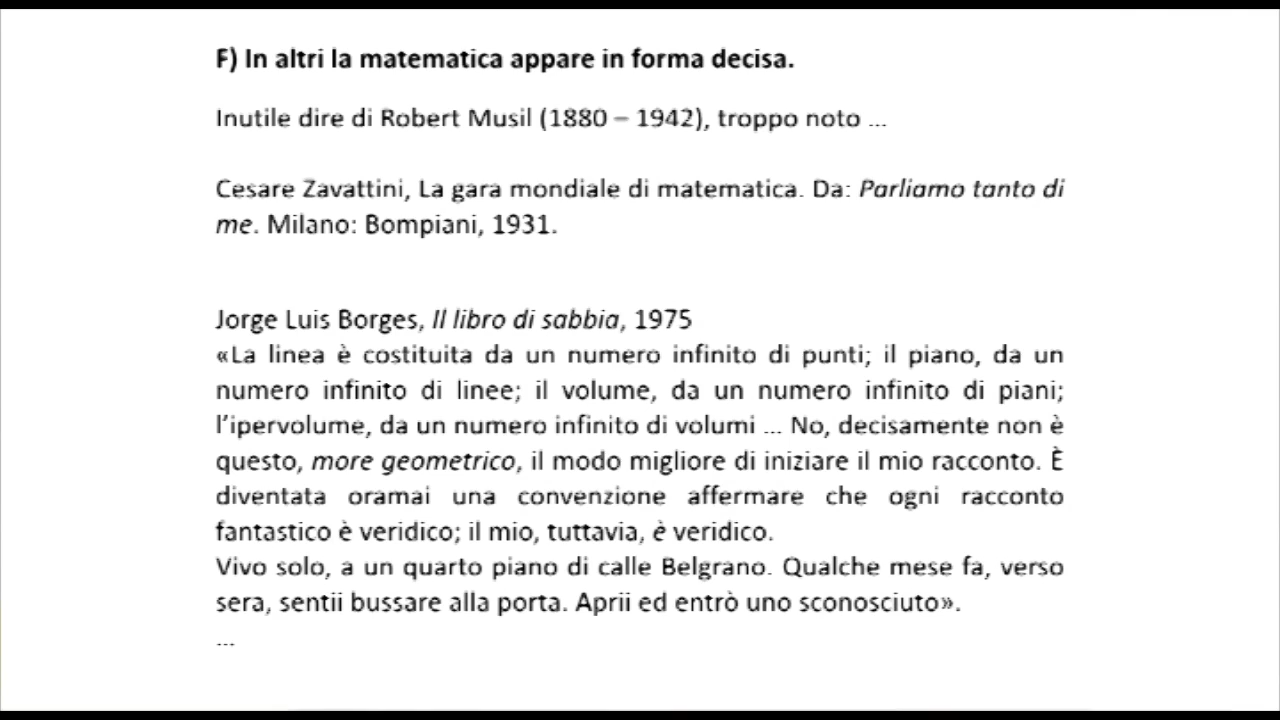 F) In altri la matematica appare in forma decisa.
Inutile dire di Robert Musil (1880 – 1942), troppo noto ...
Cesare Zavattini, La gara mondiale di matematica. Da: Parliamo tanto di
me. Milano: Bompiani, 1931.
Jorge Luis Borges, Il libro di sabbia, 1975
«La linea è costituita da un numero infinito di punti; il piano, da un
numero infinito di linee; il volume, da un numero infinito di piani;
l'ipervolume, da un numero infinito di volumi ... No, decisamente non è
questo, more geometrico, il modo migliore di iniziare il mio racconto. È
diventata oramai una convenzione affermare che ogni racconto
fantastico è veridico; il mio, tuttavia, è veridico.
Vivo solo, a un quarto piano di calle Belgrano. Qualche mese fa, verso
sera, sentii bussare alla porta. Aprii ed entrò uno sconosciuto».
...